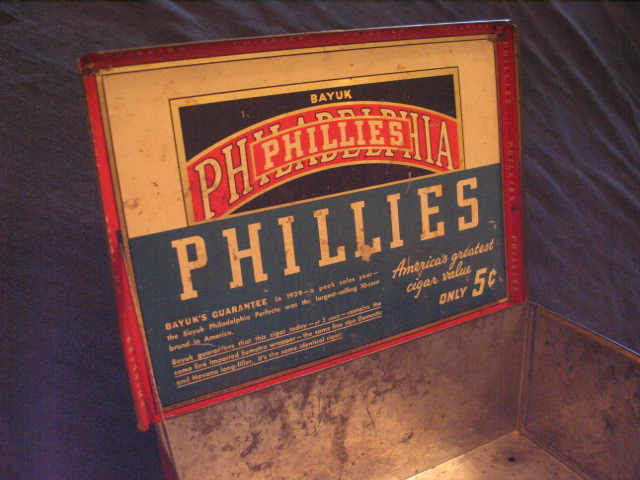 BAYUK
PHILADELPHIA
PHILLIES
PHILLIES
America's greatest
cigar value
ONLY 5¢
BAYUK'S GUARANTEE In 1929—a peak sales year—
the Bayuk Philadelphia Perfecto was the largest-selling 10-cent
brand in America.
Bayuk guarantees that this cigar today—at 5 cents—contains the
same fine Imported Sumatra wrapper—the same fine ripe Domestic
and Havana long-filler. It's the same identical cigar.
PHILLIES
PHILLIES
PHILLIES
PHILLIES